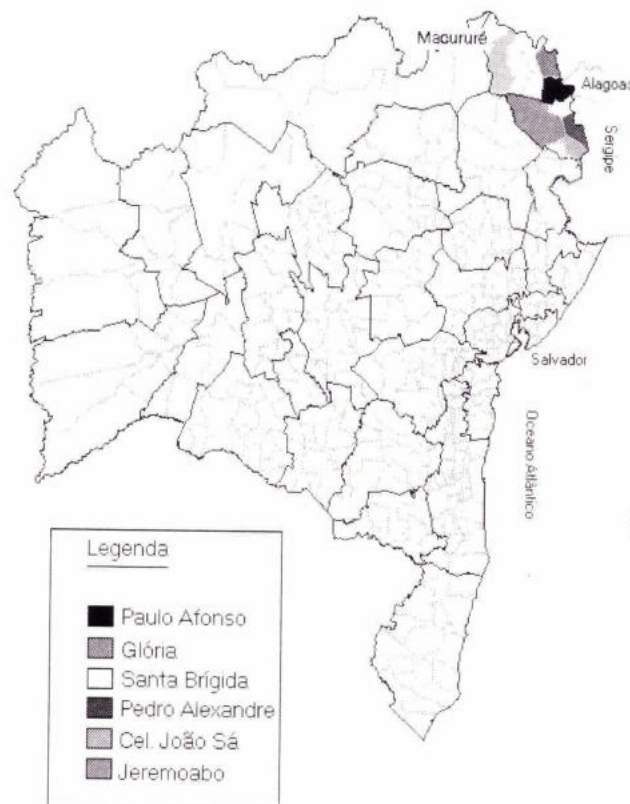 Macururé
Alagoas
Sergipe
Salvador
Oceano Atlântico
Legenda
Paulo Afonso
Glória
Santa Brígida
Pedro Alexandre
Cel. João Sá
Jeremoabo